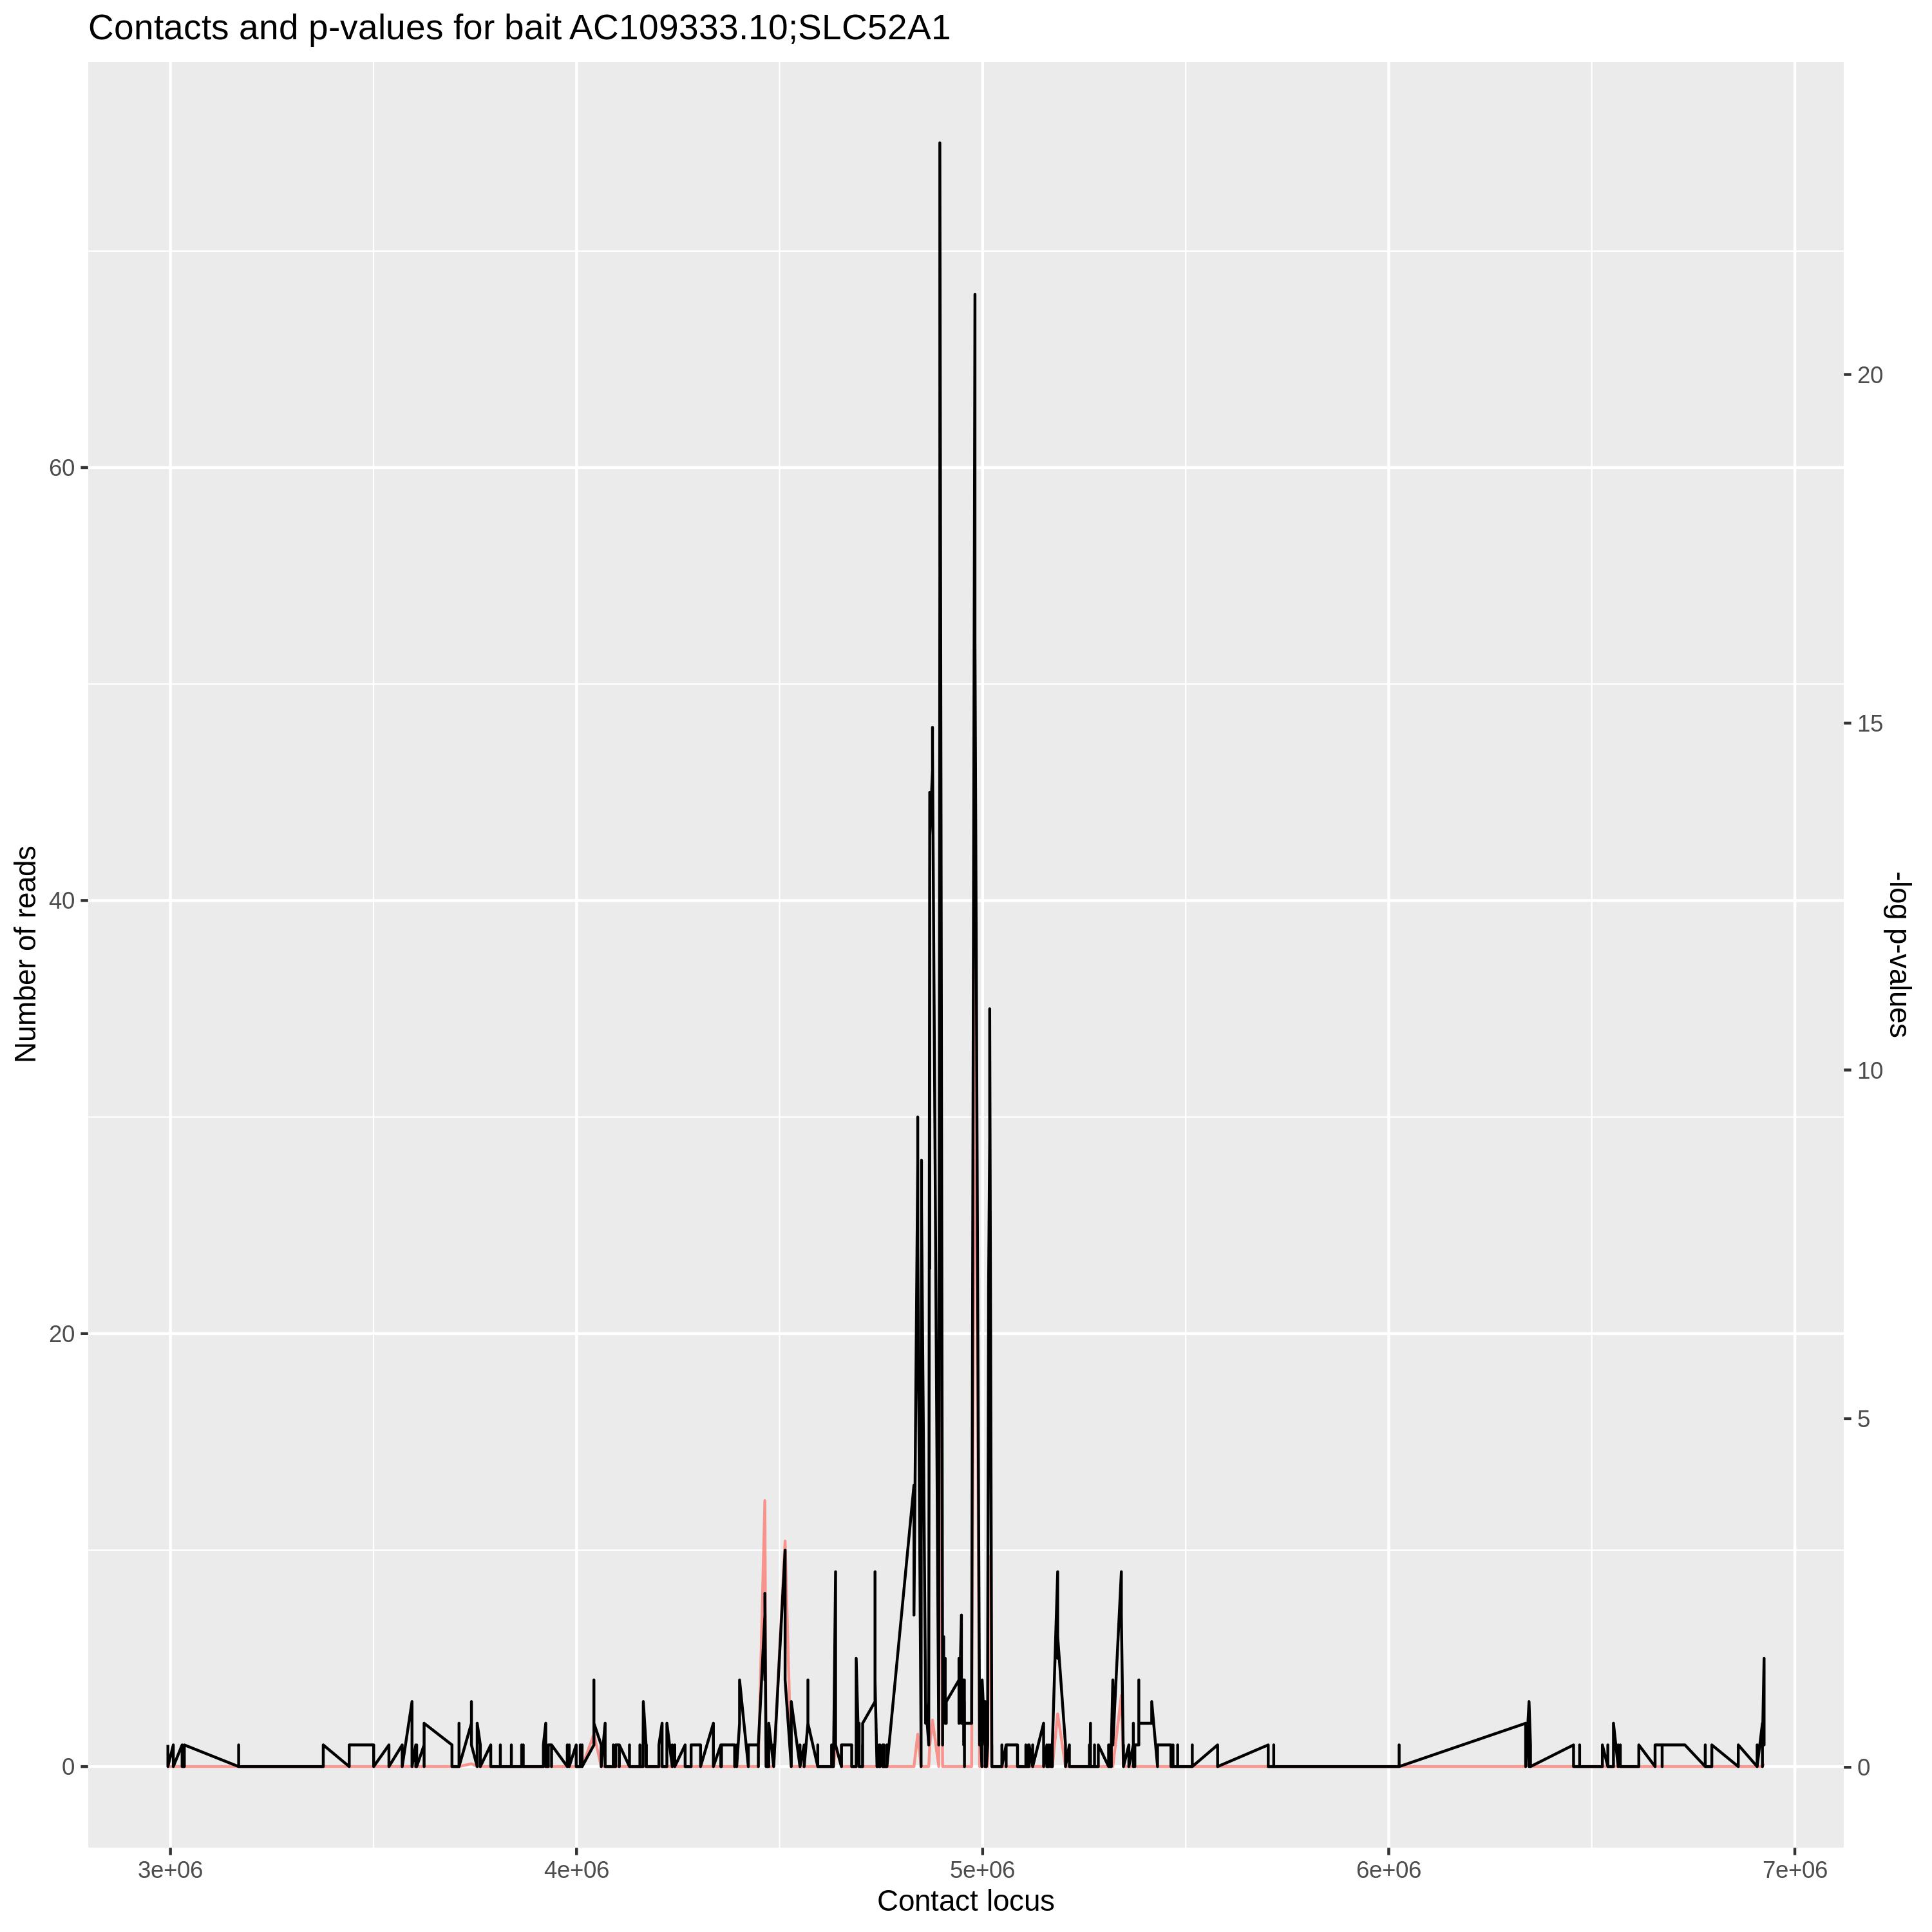 Contacts and p-values for bait AC109333.10;SLC52A1
Number of reads
60
40
20
0
20
15
10
5
0
-log p-values
3e+06
4e+06
5e+06
6e+06
7e+06
Contact locus